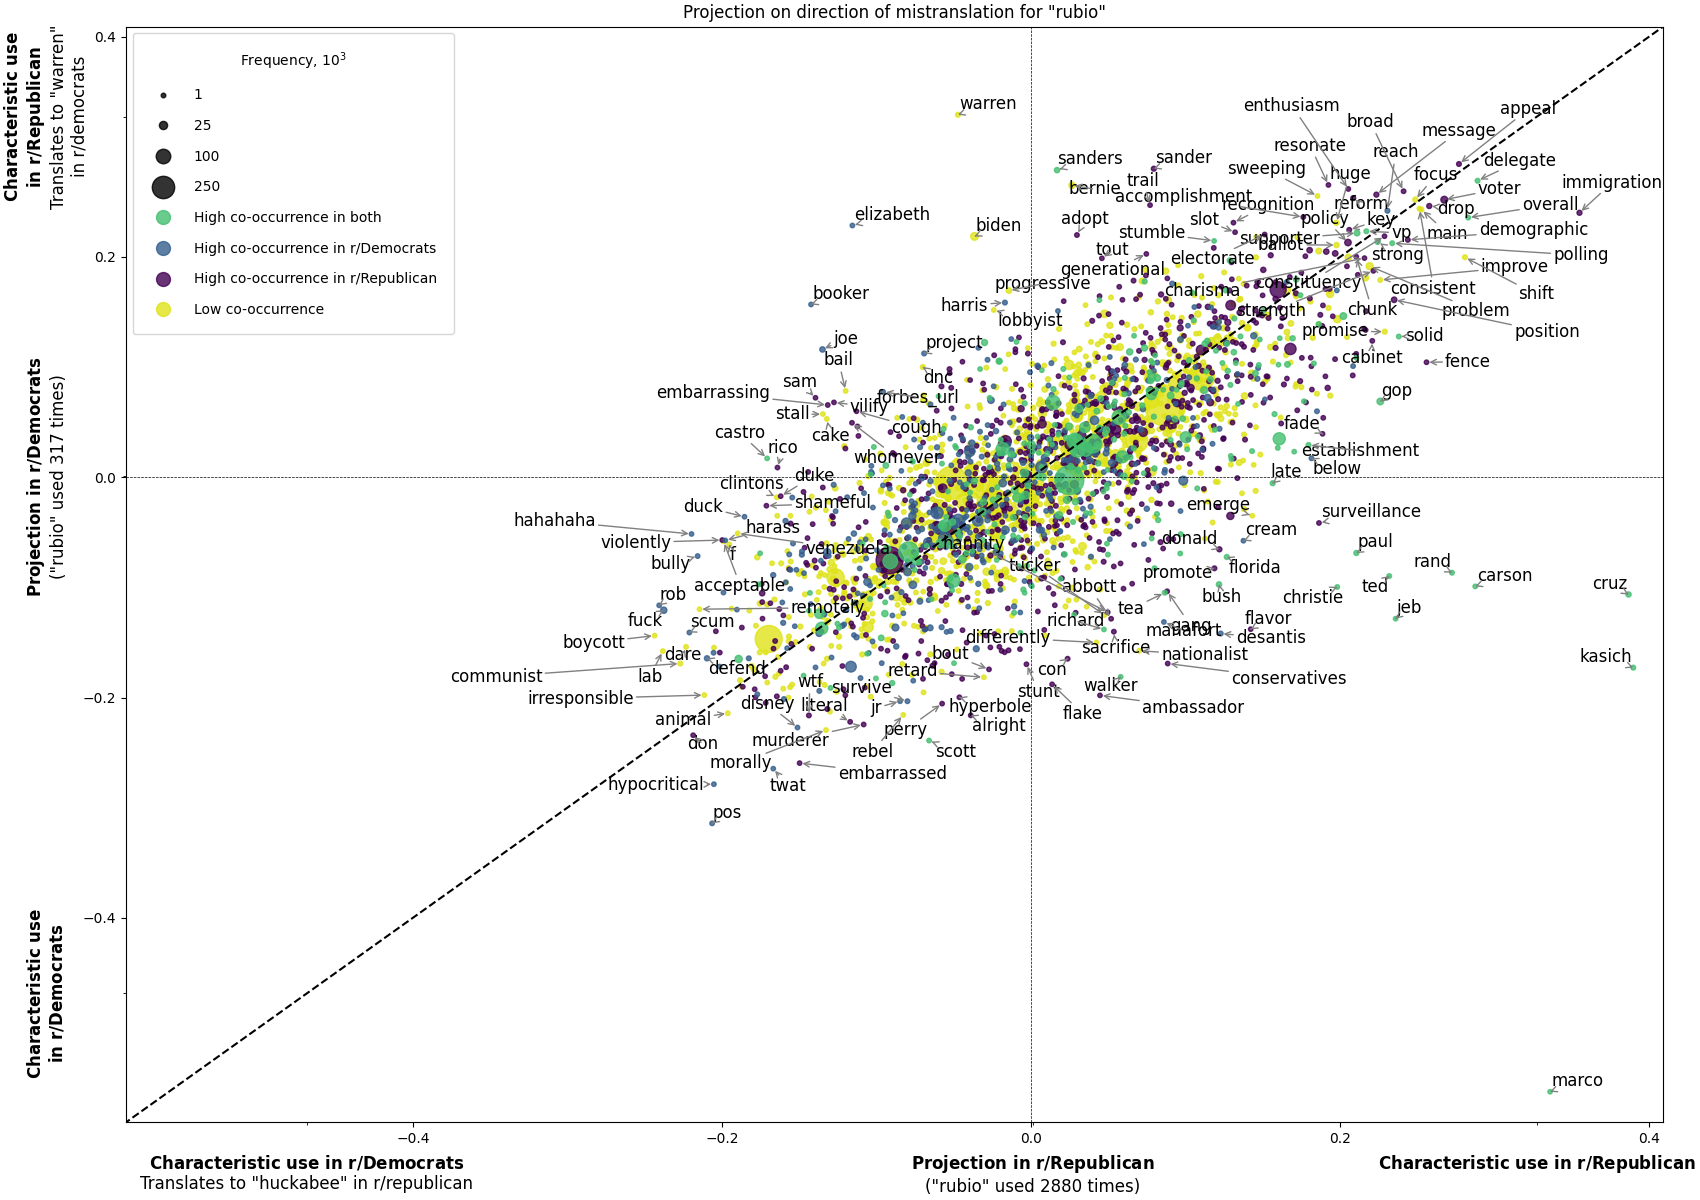 Projection on direction of mistranslation for "rubio"
Characteristic use
in r/Republican
Translates to "warren"
in r/democrats
Projection in r/Democrats
("rubio" used 317 times)
Characteristic use
in r/Democrats
0.4
0.2
0.0
−0.2
−0.4
Frequency, 10³
1
25
100
250
High co-occurrence in both
High co-occurrence in r/Democrats
High co-occurrence in r/Republican
Low co-occurrence
warren
enthusiasm
appeal
broad
message
resonate
reach
sanders
sander
sweeping
huge
focus
delegate
bernie
trail
voter
immigration
accomplishment
recognition
reform
drop
overall
elizabeth
biden
adopt
slot
policy
key
stumble
supporter
vp
main
demographic
tout
ballot
electorate
strong
polling
generational
improve
progressive
charisma
constituency
consistent
shift
booker
harris
lobbyist
strength
chunk
problem
promise
solid
position
joe
project
cabinet
fence
bail
sam
dnc
embarrassing
forbes_url
gop
stall
vilify
cough
fade
castro
cake
rico
whomever
establishment
clintons
duke
late
below
duck
shameful
emerge
surveillance
hahahaha
harass
cream
violently
f
venezuela
hannity
donald
paul
bully
tucker
florida
rand
carson
acceptable
abbott
promote
ted
cruz
rob
remotely
tea
bush
christie
jeb
fuck
scum
richard
gang
manafort
flavor
boycott
differently
desantis
dare
sacrifice
nationalist
kasich
communist
lab
defend
bout
con
retard
conservatives
irresponsible
wtf
survive
stunt
walker
disney
literal
jr
hyperbole
flake
ambassador
animal
perry
alright
don
murderer
rebel
scott
morally
embarrassed
hypocritical
twat
pos
marco
−0.4
−0.2
0.0
0.2
0.4
Characteristic use in r/Democrats
Translates to "huckabee" in r/republican
Projection in r/Republican
("rubio" used 2880 times)
Characteristic use in r/Republican